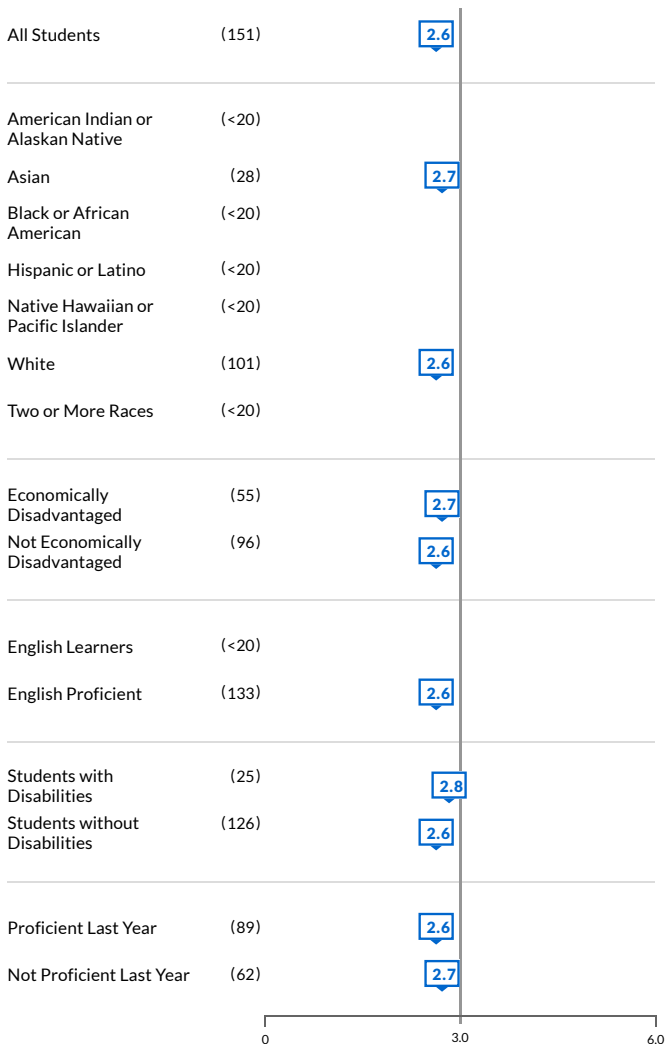 All Students (151) 2.6
American Indian or (<20)
Alaskan Native
Asian (28) 2.7
Black or African (<20)
American
Hispanic or Latino (<20)
Native Hawaiian or (<20)
Pacific Islander
White (101) 2.6
Two or More Races (<20)
Economically (55) 2.7
Disadvantaged
Not Economically (96) 2.6
Disadvantaged
English Learners (<20)
English Proficient (133) 2.6
Students with (25) 2.8
Disabilities
Students without (126) 2.6
Disabilities
Proficient Last Year (89) 2.6
Not Proficient Last Year (62) 2.7
0 3.0 6.0